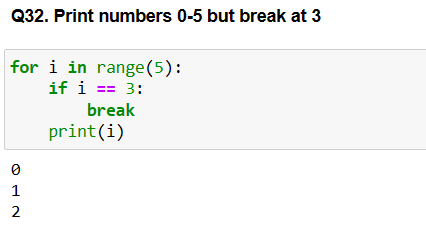 Q32. Print numbers 0-5 but break at 3
for i in range(5):
    if i == 3:
        break
    print(i)
0
1
2